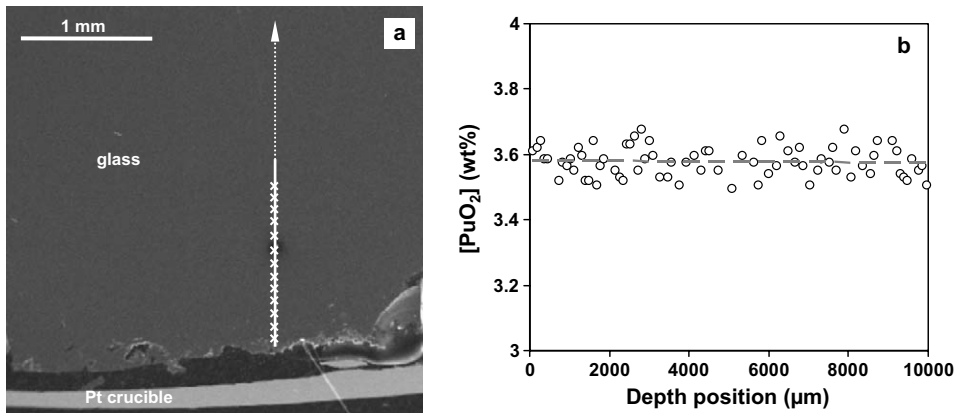 1 mm
a
glass
Pt crucible
b
[PuO₂] (wt%)
4
3.8
3.6
3.4
3.2
3
0 2000 4000 6000 8000 10000
Depth position (µm)